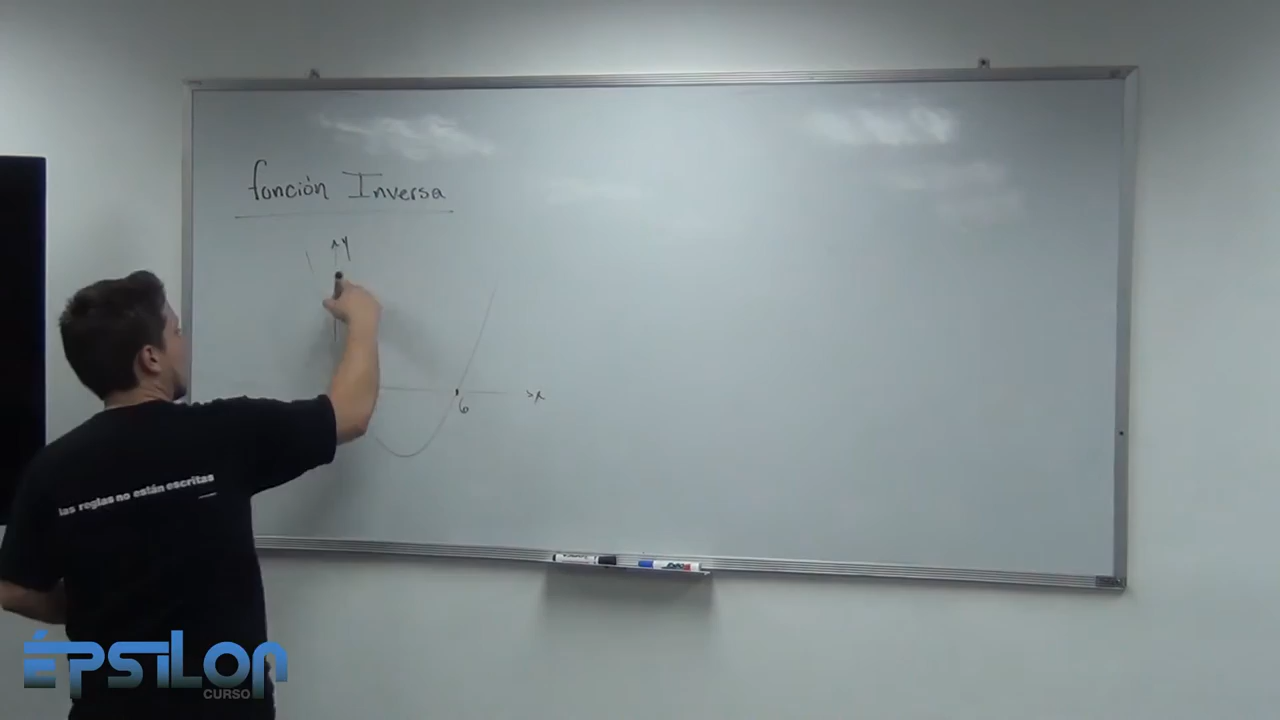 función Inversa
y
x
6
las reglas no están escritas
ÉPSILON
CURSO